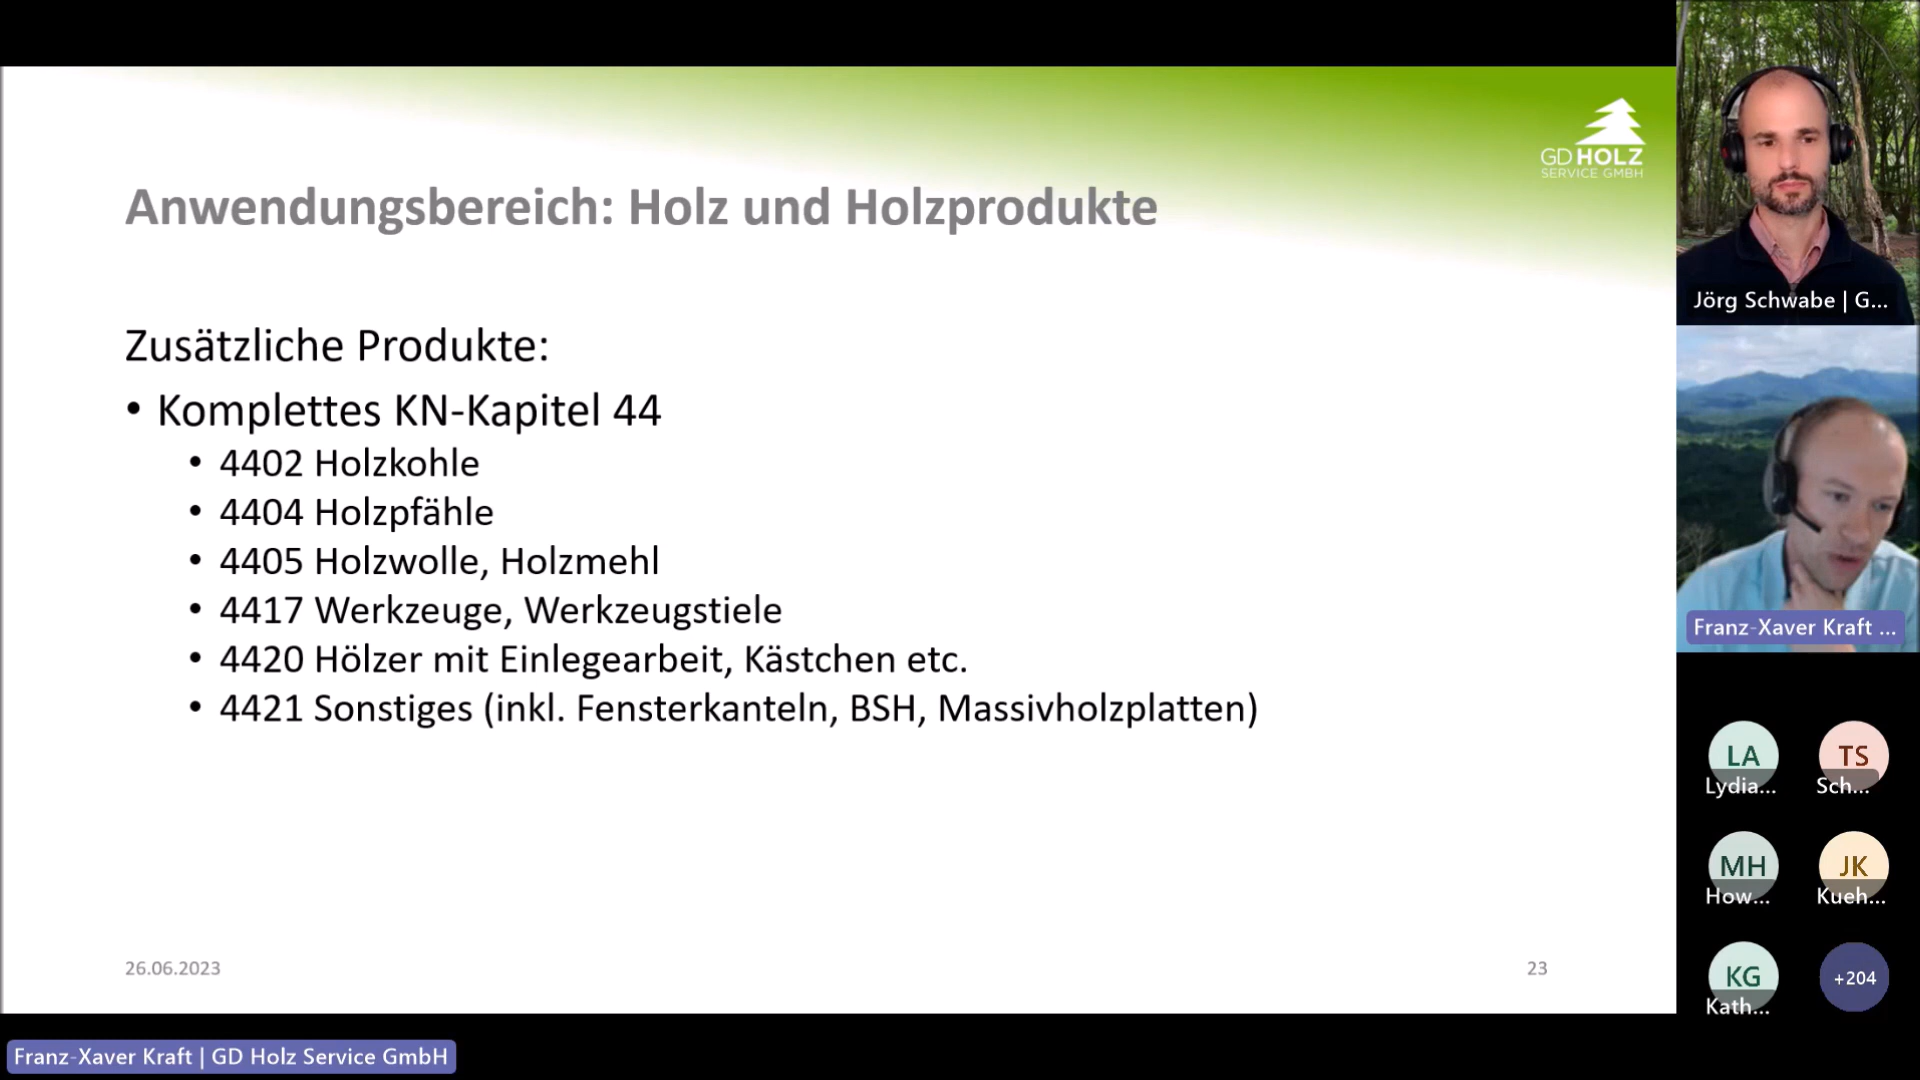 GD HOLZ
SERVICE GMBH
Anwendungsbereich: Holz und Holzprodukte
Zusätzliche Produkte:
• Komplettes KN-Kapitel 44
• 4402 Holzkohle
• 4404 Holzpfähle
• 4405 Holzwolle, Holzmehl
• 4417 Werkzeuge, Werkzeugstiele
• 4420 Hölzer mit Einlegearbeit, Kästchen etc.
• 4421 Sonstiges (inkl. Fensterkanteln, BSH, Massivholzplatten)
26.06.2023
23
Jörg Schwabe | G...
Franz-Xaver Kraft ...
LA
Lydia...
TS
Sch...
MH
How...
JK
Kueh...
KG
Kath...
+204
Franz-Xaver Kraft | GD Holz Service GmbH